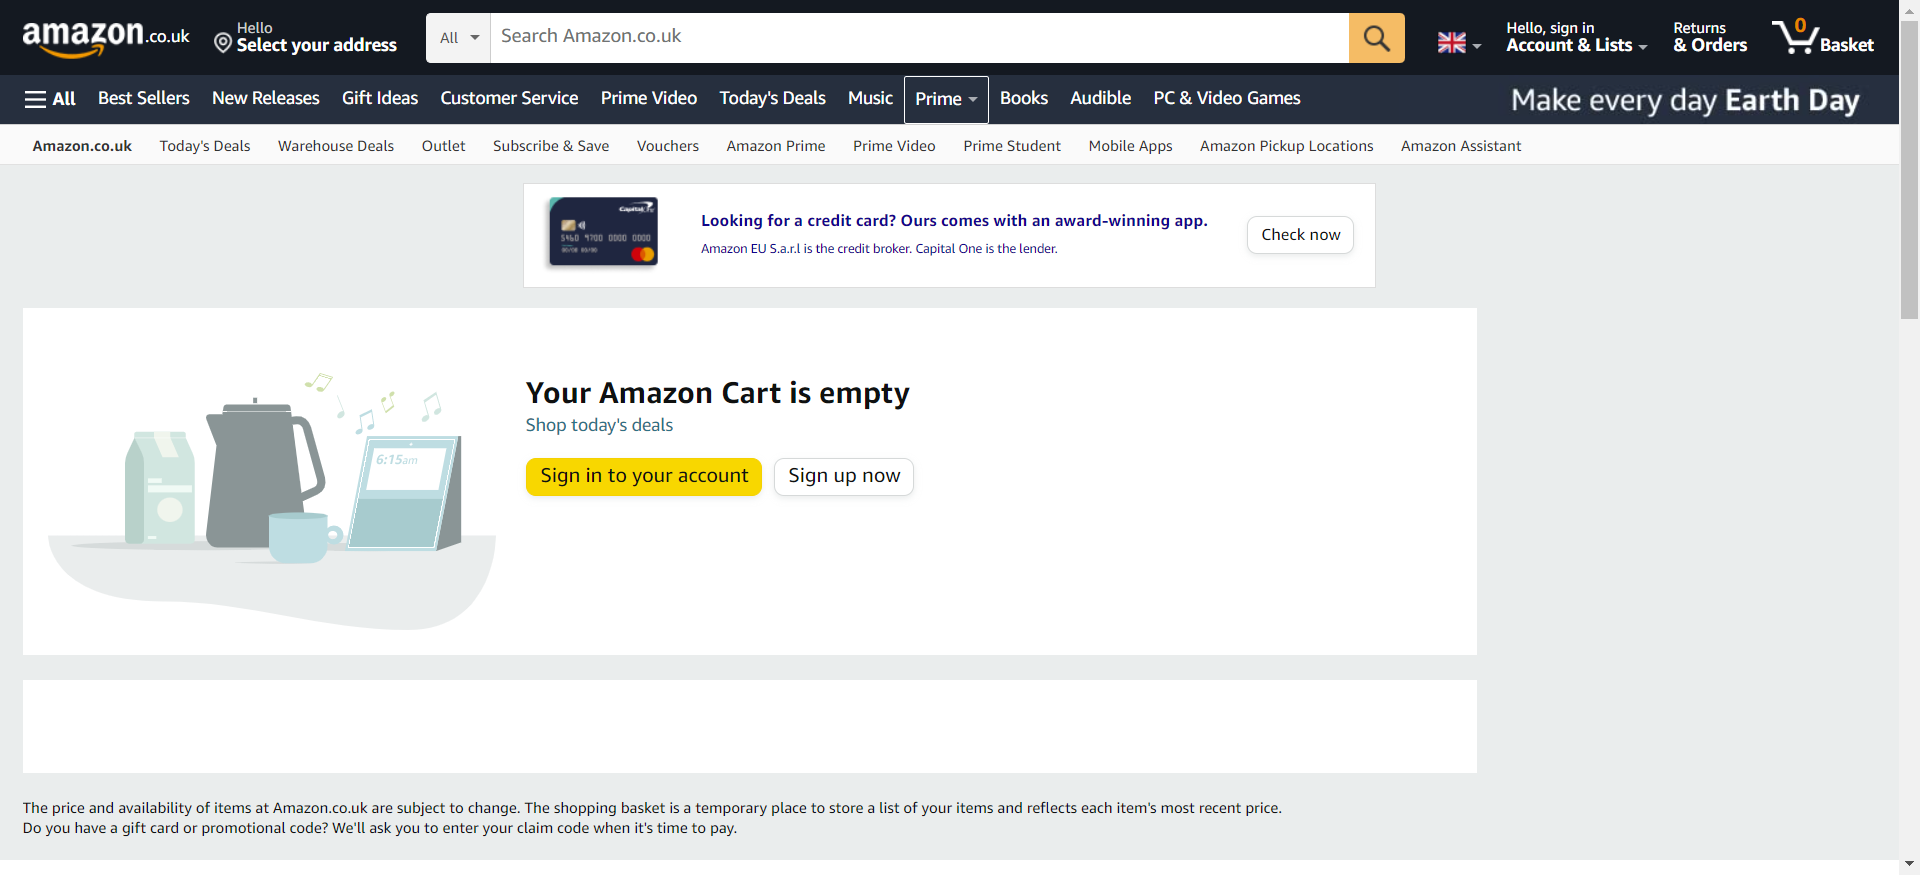 amazon.co.uk
Hello
Select your address
All
Search Amazon.co.uk
Hello, sign in
Account & Lists
Returns
& Orders
0
Basket
All Best Sellers New Releases Gift Ideas Customer Service Prime Video Today's Deals Music Prime Books Audible PC & Video Games Make every day Earth Day
Amazon.co.uk Today's Deals Warehouse Deals Outlet Subscribe & Save Vouchers Amazon Prime Prime Video Prime Student Mobile Apps Amazon Pickup Locations Amazon Assistant
Capital One
5460 9700 0000 0000
Looking for a credit card? Ours comes with an award-winning app.
Amazon EU S.a.r.l is the credit broker. Capital One is the lender.
Check now
6:15am
Your Amazon Cart is empty
Shop today's deals
Sign in to your account
Sign up now
The price and availability of items at Amazon.co.uk are subject to change. The shopping basket is a temporary place to store a list of your items and reflects each item's most recent price.
Do you have a gift card or promotional code? We'll ask you to enter your claim code when it's time to pay.